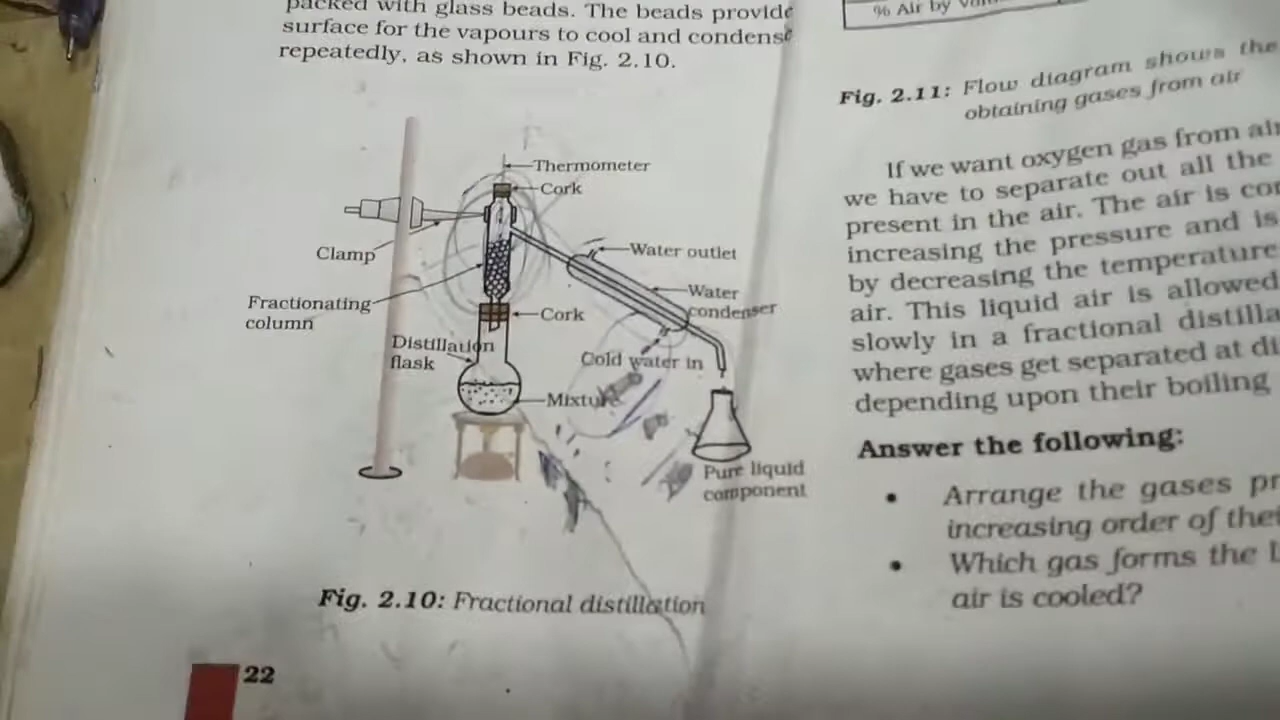 packed with glass beads. The beads provide
surface for the vapours to cool and condense
repeatedly, as shown in Fig. 2.10.
Thermometer
Cork
Clamp
Water outlet
Fractionating
column
Water
condenser
Cork
Distillation
flask
Cold water in
Mixture
Pure liquid
component
Fig. 2.10: Fractional distillation
22
% Air by
Fig. 2.11: Flow diagram shows the
obtaining gases from air
If we want oxygen gas from air
we have to separate out all the
present in the air. The air is
increasing the pressure and is
by decreasing the temperature
air. This liquid air is allowed
slowly in a fractional
where gases get separated at
depending upon their boiling
Answer the following:
• Arrange the gases
increasing order of
• Which gas forms the
air is cooled?